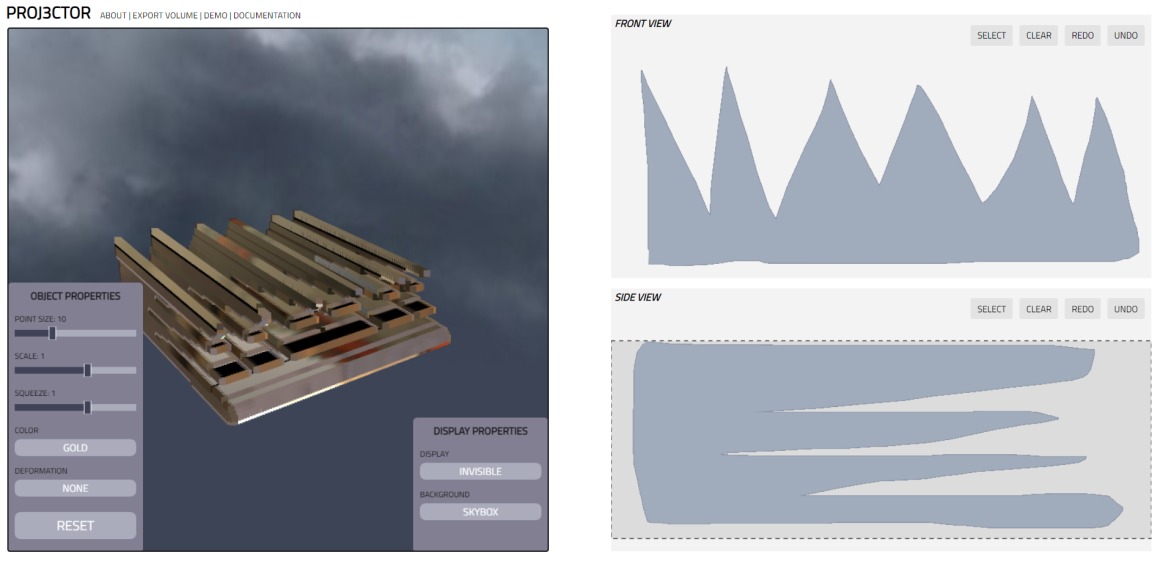 PROJ3CTOR ABOUT | EXPORT VOLUME | DEMO | DOCUMENTATION
OBJECT PROPERTIES
POINT SIZE: 10
SCALE: 1
SQUEEZE: 1
COLOR
GOLD
DEFORMATION
NONE
RESET
DISPLAY PROPERTIES
DISPLAY
INVISIBLE
BACKGROUND
SKYBOX
FRONT VIEW
SELECT CLEAR REDO UNDO
SIDE VIEW
SELECT CLEAR REDO UNDO